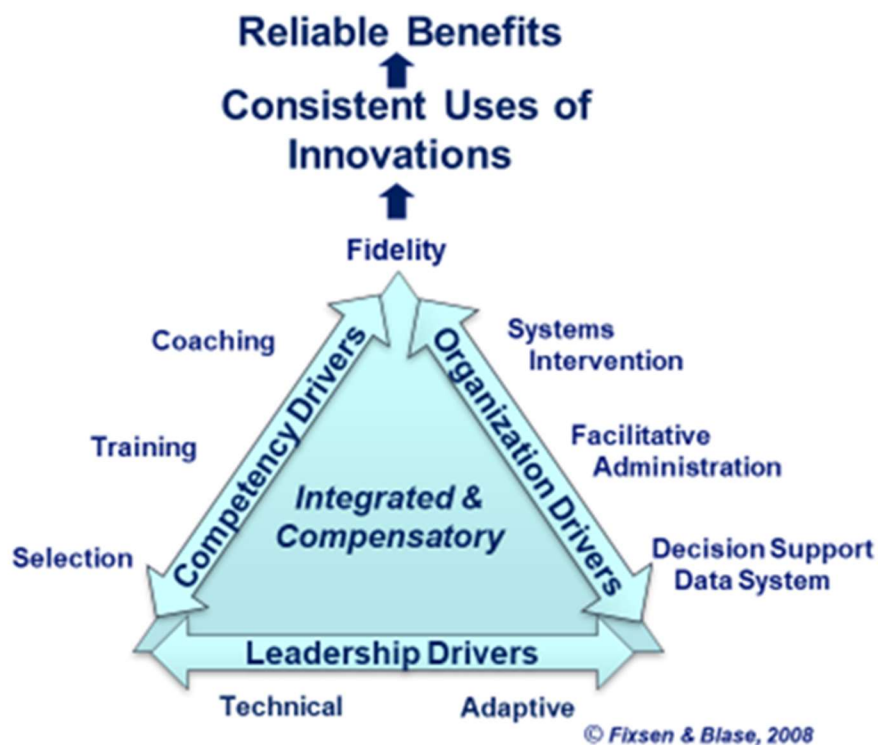 Reliable Benefits
Consistent Uses of
Innovations
Fidelity
Coaching
Training
Selection
Competency Drivers
Integrated &
Compensatory
Organization Drivers
Systems
Intervention
Facilitative
Administration
Decision Support
Data System
Leadership Drivers
Technical
Adaptive
© Fixsen & Blase, 2008